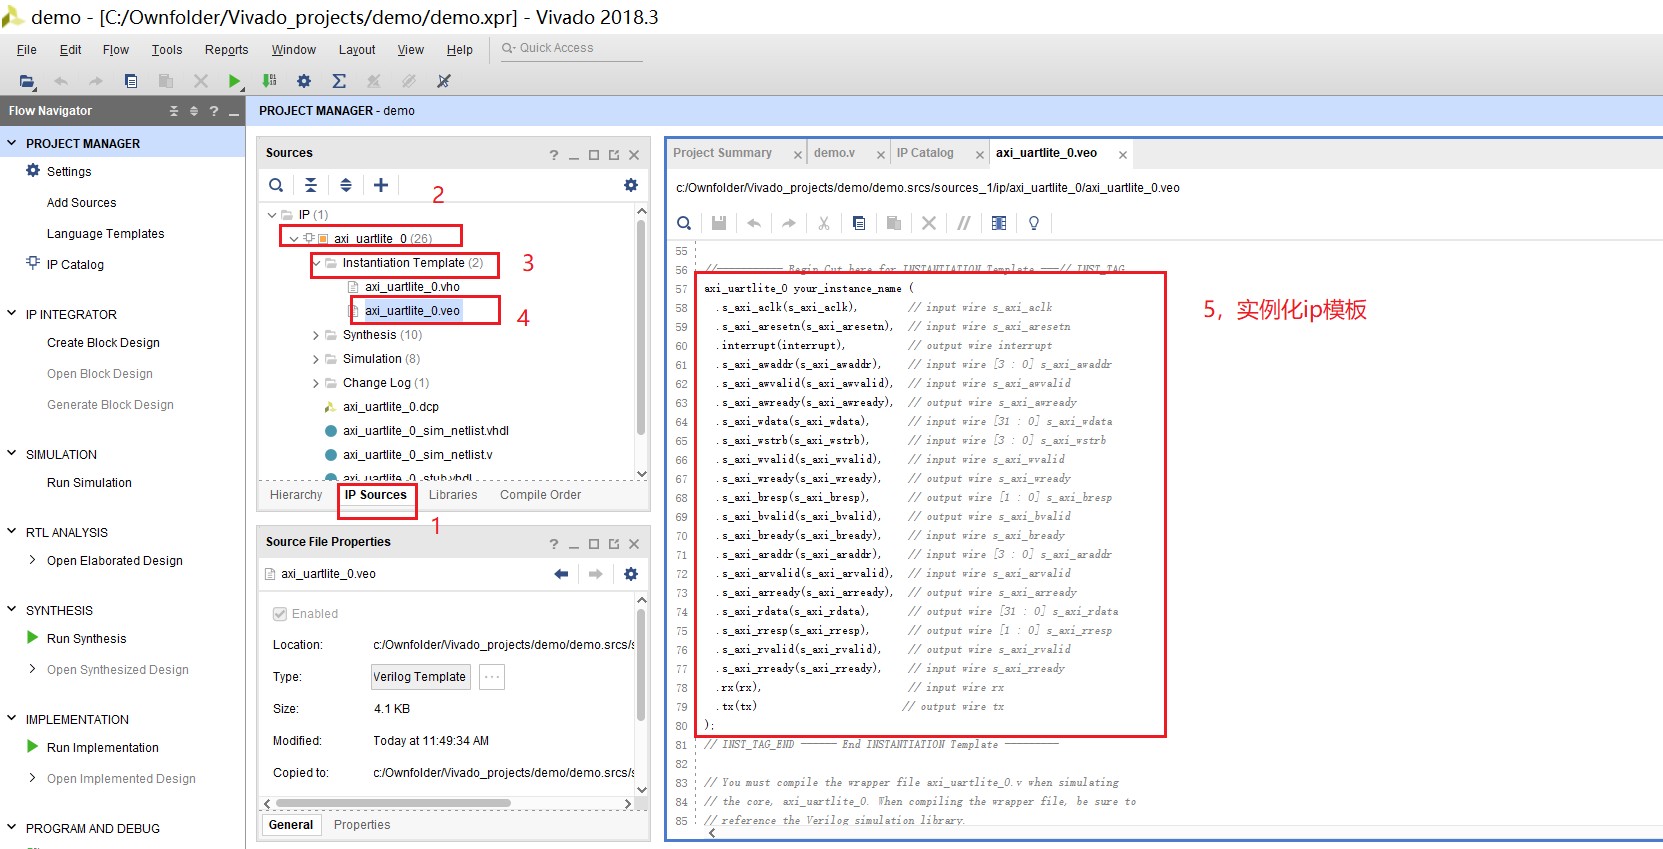 demo - [C:/Ownfolder/Vivado_projects/demo/demo.xpr] - Vivado 2018.3
File Edit Flow Tools Reports Window Layout View Help Quick Access
Flow Navigator
PROJECT MANAGER
Settings
Add Sources
Language Templates
IP Catalog
IP INTEGRATOR
Create Block Design
Open Block Design
Generate Block Design
SIMULATION
Run Simulation
RTL ANALYSIS
Open Elaborated Design
SYNTHESIS
Run Synthesis
Open Synthesized Design
IMPLEMENTATION
Run Implementation
Open Implemented Design
PROGRAM AND DEBUG
PROJECT MANAGER - demo
Sources
2
IP (1)
axi_uartlite_0 (26)
Instantiation Template (2)
3
axi_uartlite_0.vho
axi_uartlite_0.veo
4
Synthesis (10)
Simulation (8)
Change Log (1)
axi_uartlite_0.dcp
axi_uartlite_0_sim_netlist.vhdl
axi_uartlite_0_sim_netlist.v
axi_uartlite_0_stub.vhdl
Hierarchy IP Sources Libraries Compile Order
1
Source File Properties
axi_uartlite_0.veo
Enabled
Location: c:/Ownfolder/Vivado_projects/demo/demo.srcs/s
Type: Verilog Template ...
Size: 4.1 KB
Modified: Today at 11:49:34 AM
Copied to: c:/Ownfolder/Vivado_projects/demo/demo.srcs/s
General Properties
Project Summary demo.v IP Catalog axi_uartlite_0.veo
c:/Ownfolder/Vivado_projects/demo/demo.srcs/sources_1/ip/axi_uartlite_0/axi_uartlite_0.veo
55
56 //----------- Begin Cut here for INSTANTIATION Template ---// INST_TAG
57 axi_uartlite_0 your_instance_name (
58 .s_axi_aclk(s_axi_aclk), // input wire s_axi_aclk
59 .s_axi_aresetn(s_axi_aresetn), // input wire s_axi_aresetn
60 .interrupt(interrupt), // output wire interrupt
61 .s_axi_awaddr(s_axi_awaddr), // input wire [3 : 0] s_axi_awaddr
62 .s_axi_awvalid(s_axi_awvalid), // input wire s_axi_awvalid
63 .s_axi_awready(s_axi_awready), // output wire s_axi_awready
64 .s_axi_wdata(s_axi_wdata), // input wire [31 : 0] s_axi_wdata
65 .s_axi_wstrb(s_axi_wstrb), // input wire [3 : 0] s_axi_wstrb
66 .s_axi_wvalid(s_axi_wvalid), // input wire s_axi_wvalid
67 .s_axi_wready(s_axi_wready), // output wire s_axi_wready
68 .s_axi_bresp(s_axi_bresp), // output wire [1 : 0] s_axi_bresp
69 .s_axi_bvalid(s_axi_bvalid), // output wire s_axi_bvalid
70 .s_axi_bready(s_axi_bready), // input wire s_axi_bready
71 .s_axi_araddr(s_axi_araddr), // input wire [3 : 0] s_axi_araddr
72 .s_axi_arvalid(s_axi_arvalid), // input wire s_axi_arvalid
73 .s_axi_arready(s_axi_arready), // output wire s_axi_arready
74 .s_axi_rdata(s_axi_rdata), // output wire [31 : 0] s_axi_rdata
75 .s_axi_rresp(s_axi_rresp), // output wire [1 : 0] s_axi_rresp
76 .s_axi_rvalid(s_axi_rvalid), // output wire s_axi_rvalid
77 .s_axi_rready(s_axi_rready), // input wire s_axi_rready
78 .rx(rx), // input wire rx
79 .tx(tx) // output wire tx
80 );
81 // INST_TAG_END ------ End INSTANTIATION Template ---------
82
83 // You must compile the wrapper file axi_uartlite_0.v when simulating
84 // the core, axi_uartlite_0. When compiling the wrapper file, be sure to
85 // reference the Verilog simulation library.
5，实例化ip模板